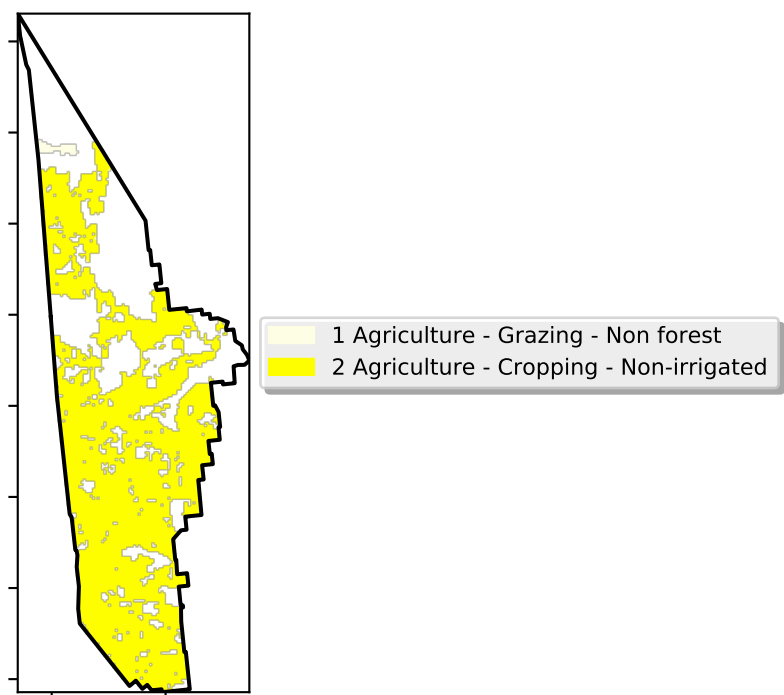 1 Agriculture - Grazing - Non forest
2 Agriculture - Cropping - Non-irrigated